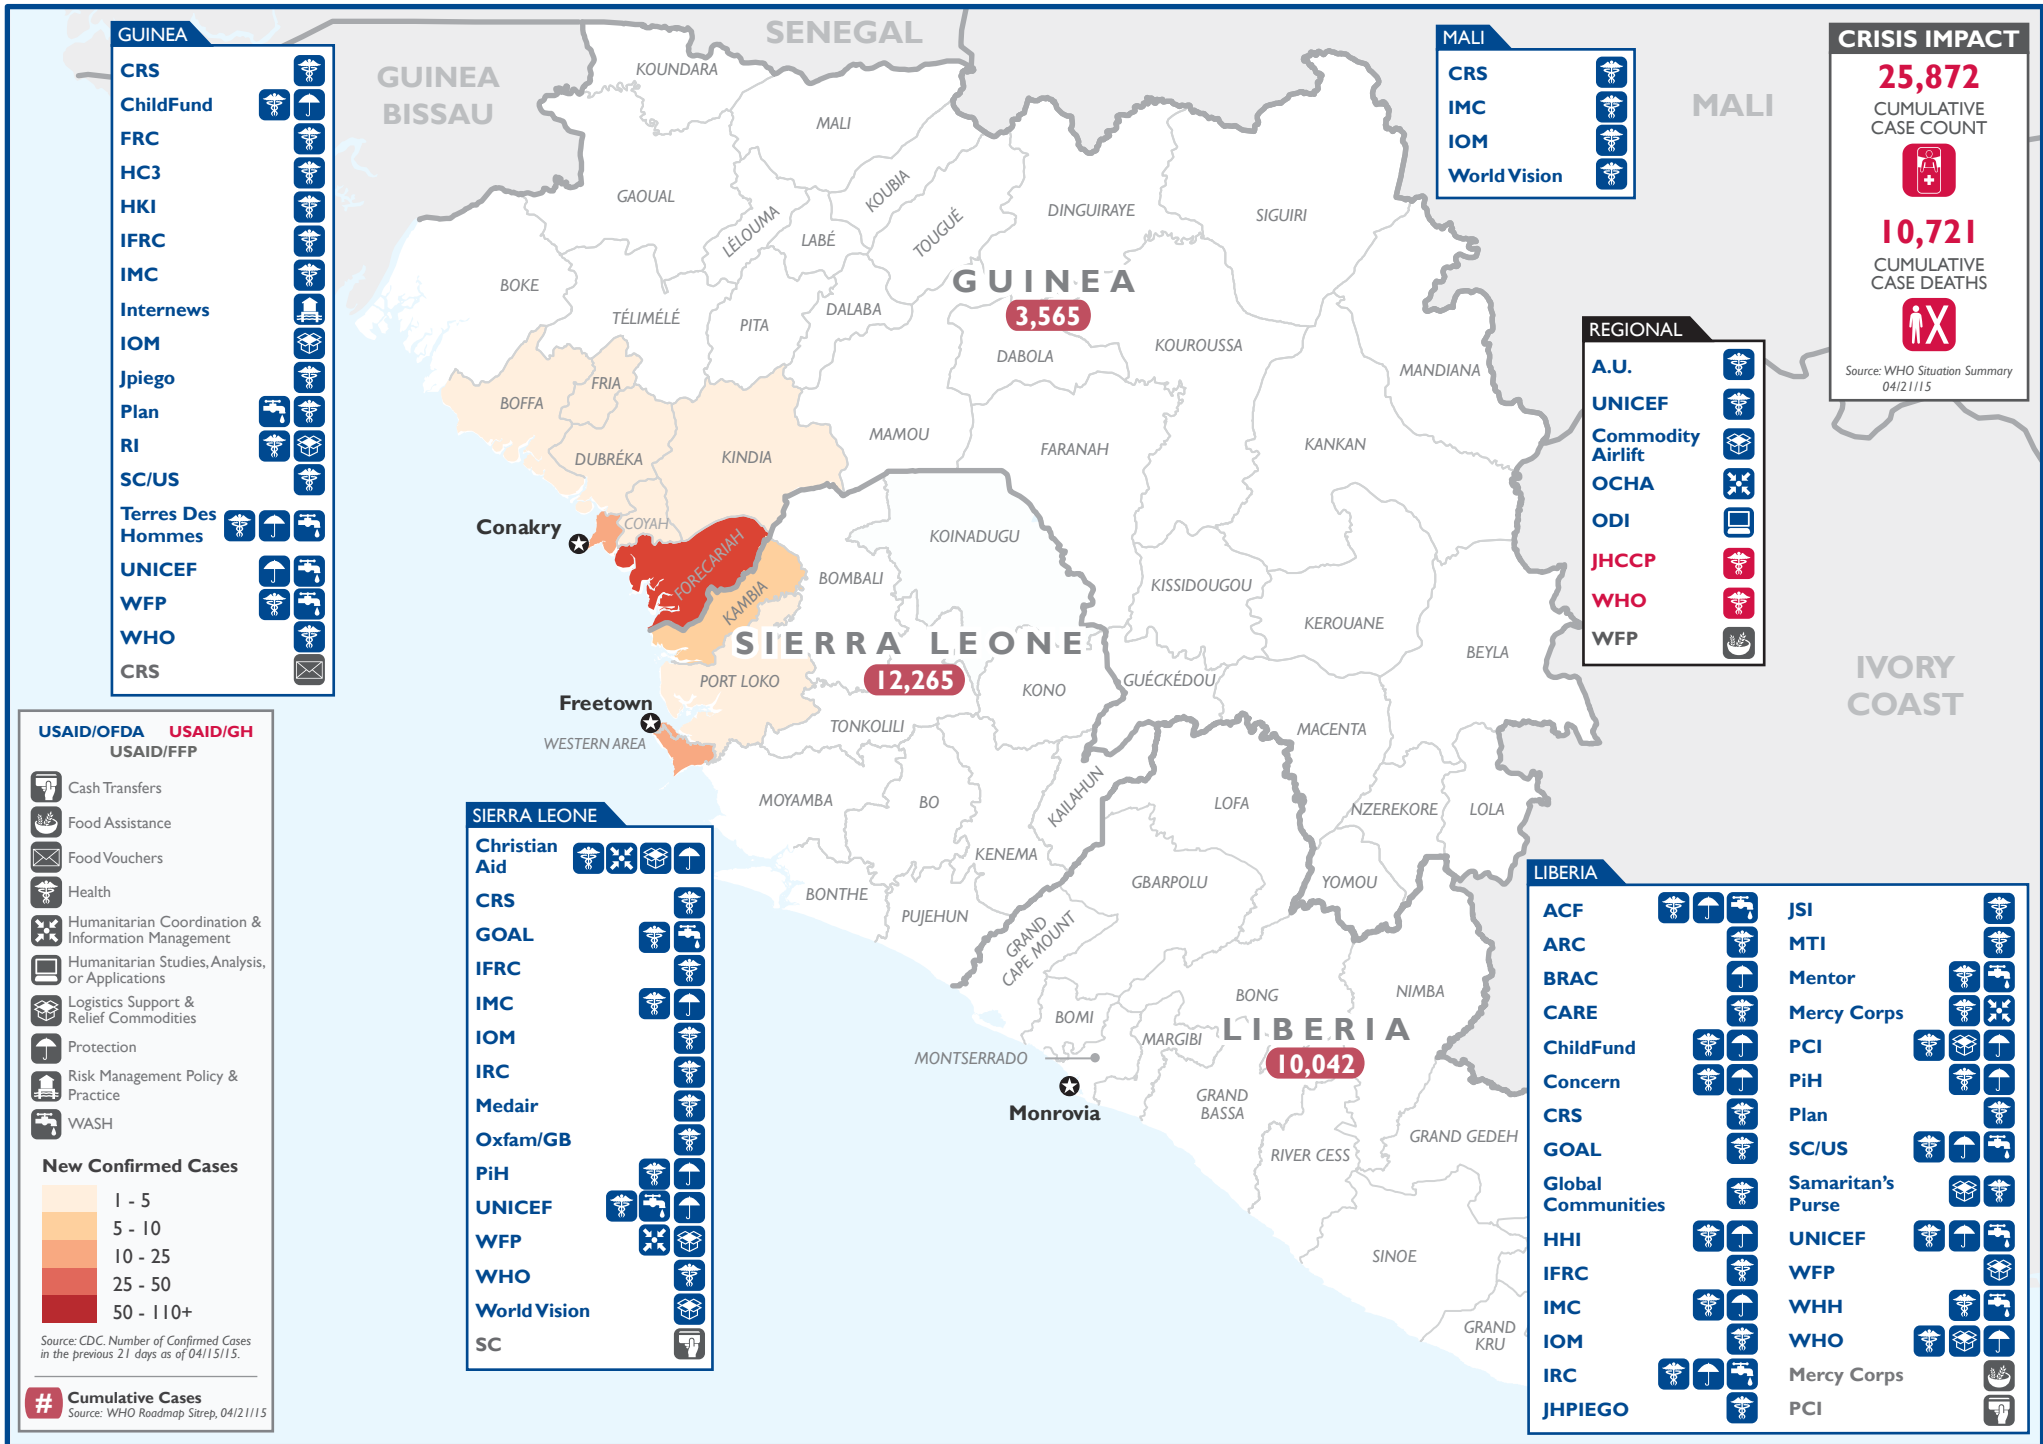 GUINEA
CRS
ChildFund
FRC
HC3
HKI
IFRC
IMC
Internews
IOM
Jpiego
Plan
RI
SC/US
Terres Des
Hommes
UNICEF
WFP
WHO
CRS
USAID/OFDA USAID/GH
USAID/FFP
Cash Transfers
Food Assistance
Food Vouchers
Health
Humanitarian Coordination &
Information Management
Humanitarian Studies, Analysis,
or Applications
Logistics Support &
Relief Commodities
Protection
Risk Management Policy &
Practice
WASH
New Confirmed Cases
1 - 5
5 - 10
10 - 25
25 - 50
50 - 110+
Source: CDC. Number of Confirmed Cases
in the previous 21 days as of 04/15/15.
# Cumulative Cases
Source: WHO Roadmap Sitrep, 04/21/15
SENEGAL
GUINEA
BISSAU
MALI
IVORY
COAST
KOUNDARA
MALI
GAOUAL
KOUBIA
LÉLOUMA
LABÉ
TOUGUÉ
DINGUIRAYE
SIGUIRI
BOKE
TÉLIMÉLÉ
PITA
DALABA
GUINEA
3,565
DABOLA
KOUROUSSA
MANDIANA
FRIA
BOFFA
MAMOU
FARANAH
KANKAN
DUBRÉKA
KINDIA
COYAH
Conakry
FORECARIAH
KAMBIA
KOINADUGU
BOMBALI
KISSIDOUGOU
KEROUANE
BEYLA
SIERRA LEONE
12,265
PORT LOKO
KONO
GUÉCKÉDOU
Freetown
WESTERN AREA
TONKOLILI
MACENTA
MOYAMBA
BO
KAILAHUN
LOFA
NZEREKORE
LOLA
KENEMA
BONTHE
PUJEHUN
GBARPOLU
YOMOU
GRAND
CAPE MOUNT
BONG
NIMBA
BOMI
MARGIBI
LIBERIA
10,042
MONTSERRADO
Monrovia
GRAND
BASSA
RIVER CESS
GRAND GEDEH
SINOE
GRAND
KRU
SIERRA LEONE
Christian
Aid
CRS
GOAL
IFRC
IMC
IOM
IRC
Medair
Oxfam/GB
PiH
UNICEF
WFP
WHO
World Vision
SC
MALI
CRS
IMC
IOM
World Vision
CRISIS IMPACT
25,872
CUMULATIVE
CASE COUNT
10,721
CUMULATIVE
CASE DEATHS
Source: WHO Situation Summary
04/21/15
REGIONAL
A.U.
UNICEF
Commodity
Airlift
OCHA
ODI
JHCCP
WHO
WFP
LIBERIA
ACF
ARC
BRAC
CARE
ChildFund
Concern
CRS
GOAL
Global
Communities
HHI
IFRC
IMC
IOM
IRC
JHPIEGO
JSI
MTI
Mentor
Mercy Corps
PCI
PiH
Plan
SC/US
Samaritan's
Purse
UNICEF
WFP
WHH
WHO
Mercy Corps
PCI